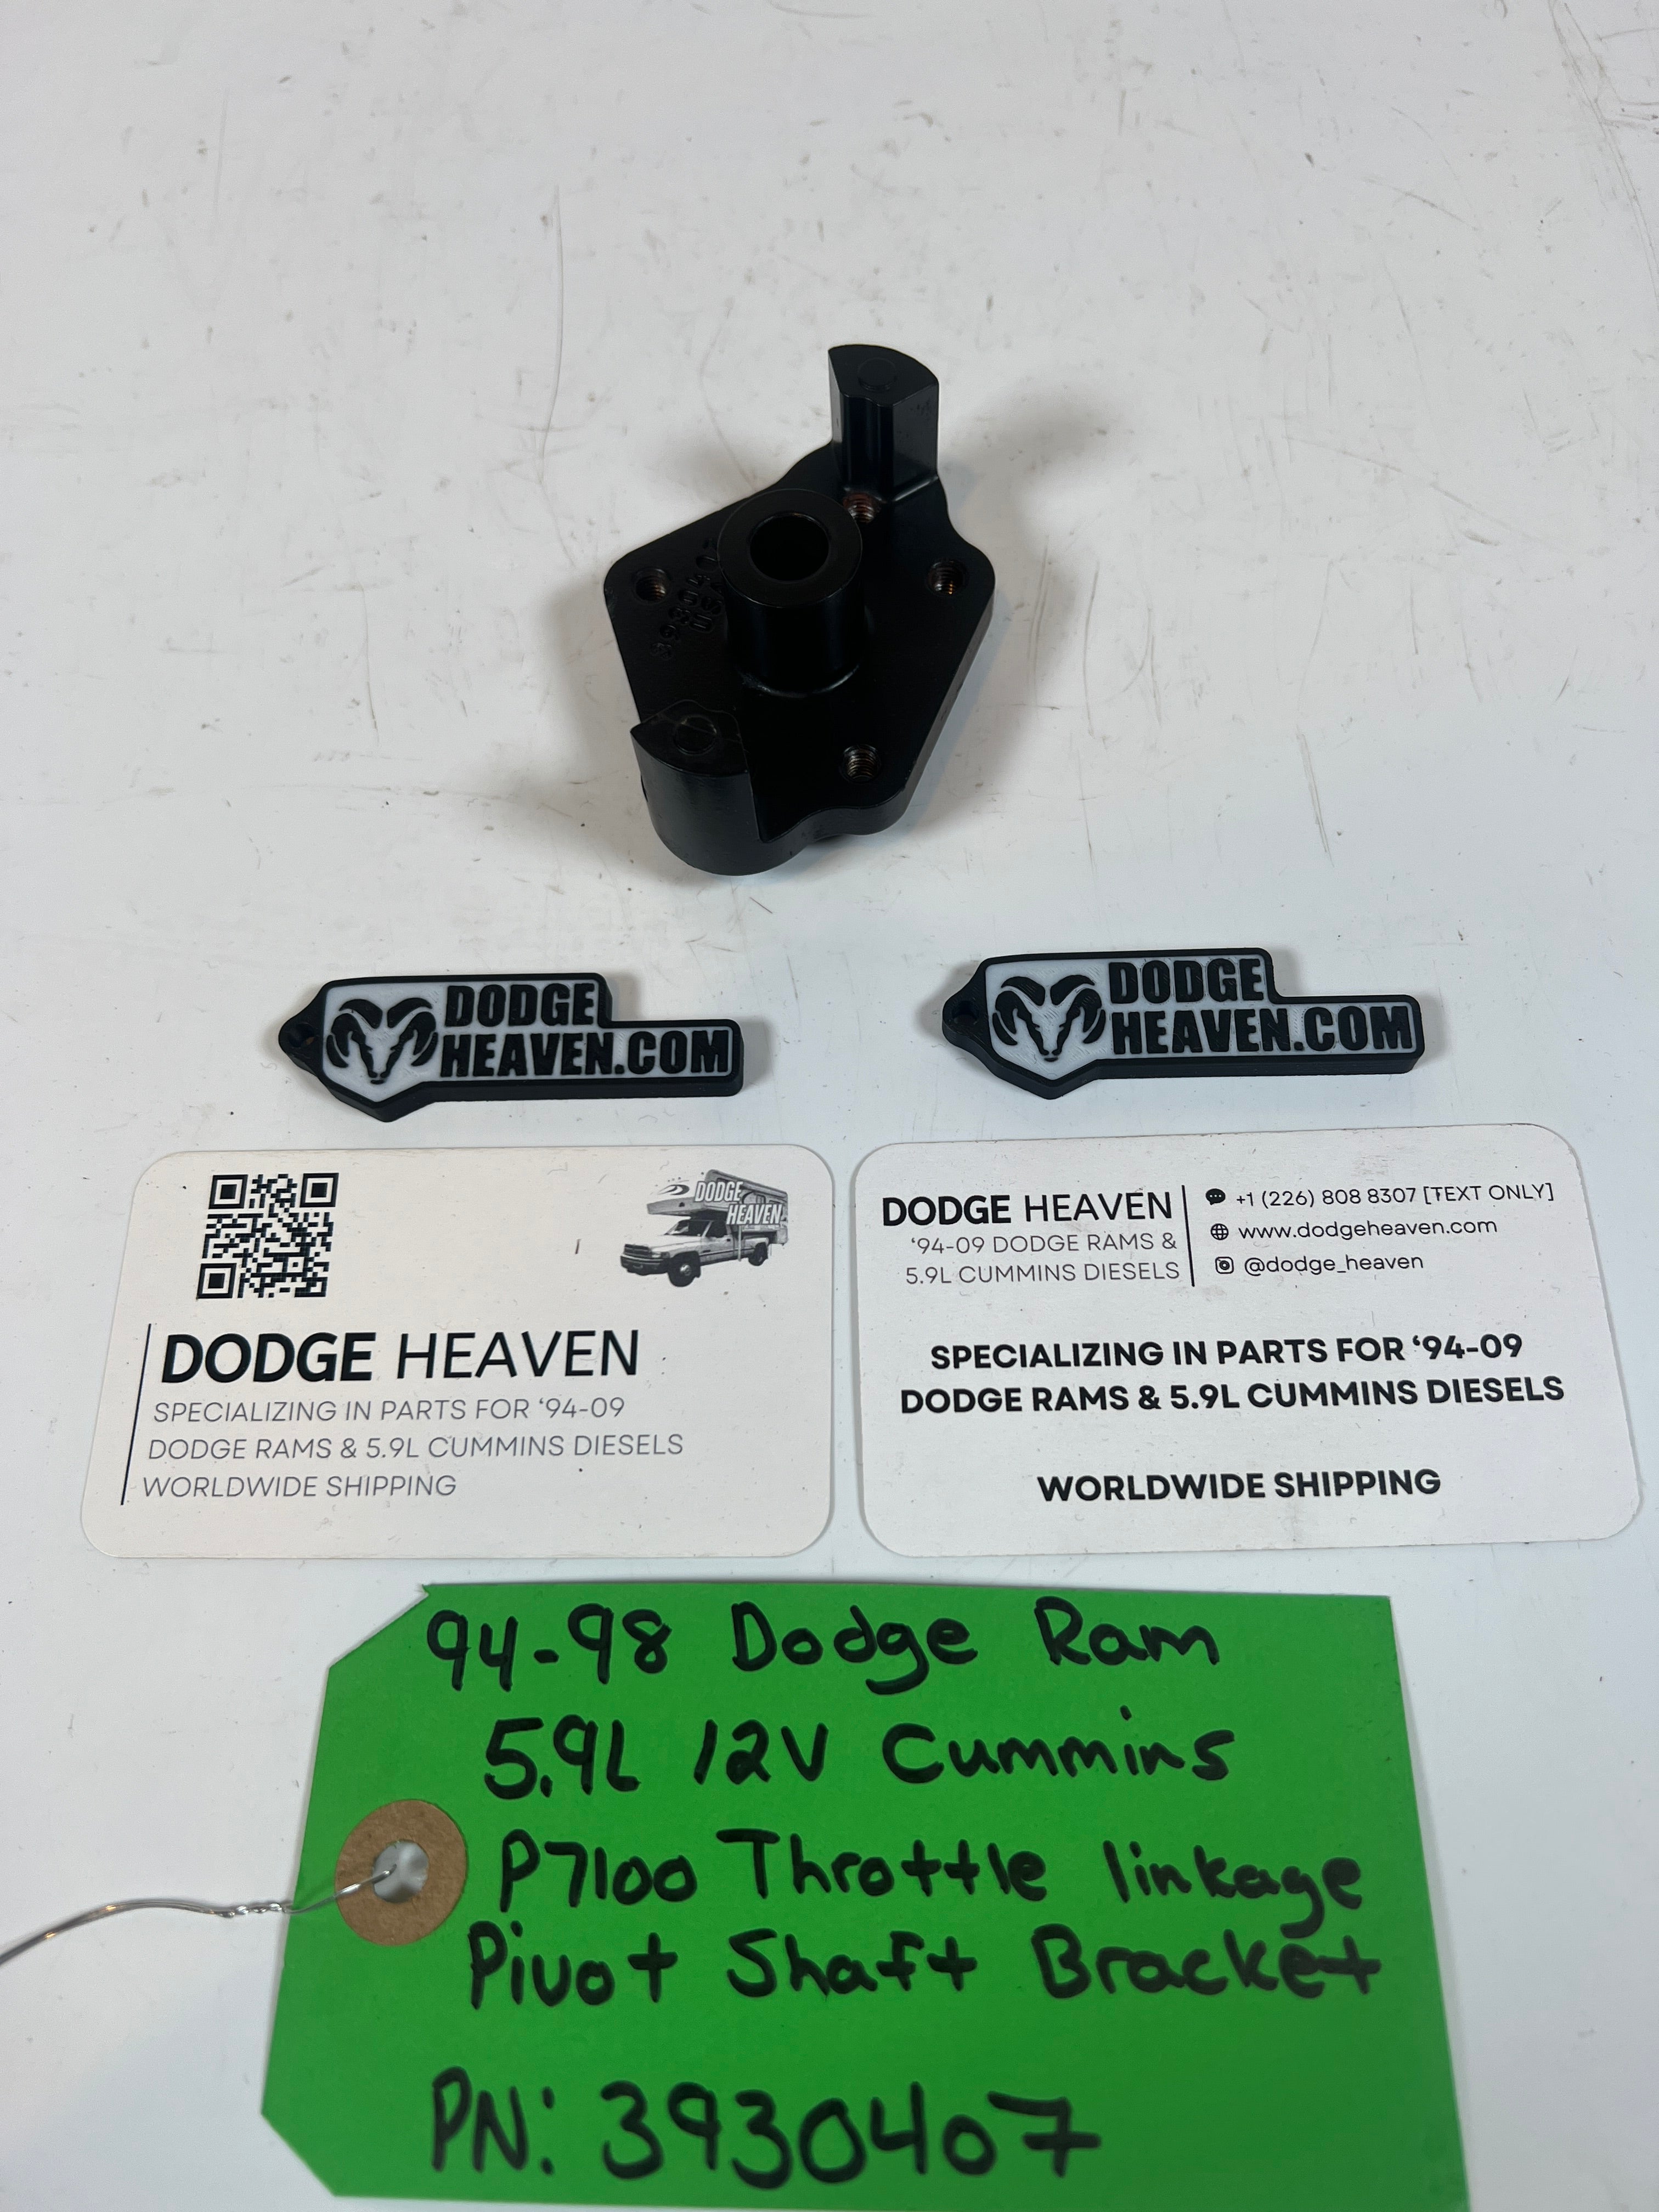 USA
DODGE
HEAVEN.COM
DODGE
HEAVEN.COM
DODGE
HEAVEN
DODGE HEAVEN
SPECIALIZING IN PARTS FOR ‘94-09
DODGE RAMS & 5.9L CUMMINS DIESELS
WORLDWIDE SHIPPING
DODGE HEAVEN
‘94-09 DODGE RAMS &
5.9L CUMMINS DIESELS
+1 (226) 808 8307 [TEXT ONLY]
www.dodgeheaven.com
@dodge_heaven
SPECIALIZING IN PARTS FOR ‘94-09
DODGE RAMS & 5.9L CUMMINS DIESELS
WORLDWIDE SHIPPING
94-98 Dodge Ram
5.9L 12V Cummins
P7100 Throttle linkage
Pivot Shaft Bracket
PN: 3930407